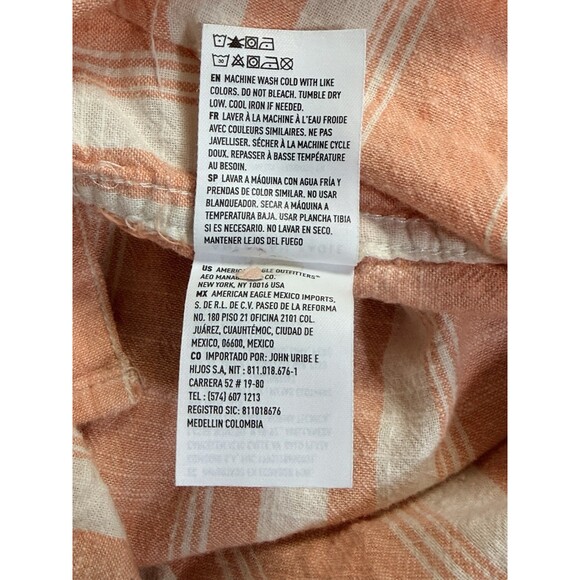 EN MACHINE WASH COLD WITH LIKE
COLORS. DO NOT BLEACH. TUMBLE DRY
LOW. COOL IRON IF NEEDED.
FR LAVER À LA MACHINE À L'EAU FROIDE
AVEC COULEURS SIMILAIRES. NE PAS
JAVELLISER. SÉCHER À LA MACHINE CYCLE
DOUX. REPASSER À BASSE TEMPÉRATURE
AU BESOIN.
SP LAVAR A MÁQUINA CON AGUA FRÍA Y
PRENDAS DE COLOR SIMILAR. NO USAR
BLANQUEADOR. SECAR A MÁQUINA A
TEMPERATURA BAJA. USAR PLANCHA TIBIA
SI ES NECESARIO. NO LAVAR EN SECO.
MANTENER LEJOS DEL FUEGO
US AMERICAN EAGLE OUTFITTERS™
AEO CO.
NEW YORK, NY 10016 USA
MX AMERICAN EAGLE MEXICO IMPORTS,
S. DE R.L. DE C.V. PASEO DE LA REFORMA
NO. 180 PISO 21 OFICINA 2101 COL.
JUÁREZ, CUAUHTÉMOC, CIUDAD DE
MEXICO, 06600, MEXICO
CO IMPORTADO POR: JOHN URIBE E
HIJOS S.A, NIT : 811.018.676-1
CARRERA 52 # 19-80
TEL : (574) 607 1213
REGISTRO SIC: 811018676
MEDELLIN COLOMBIA